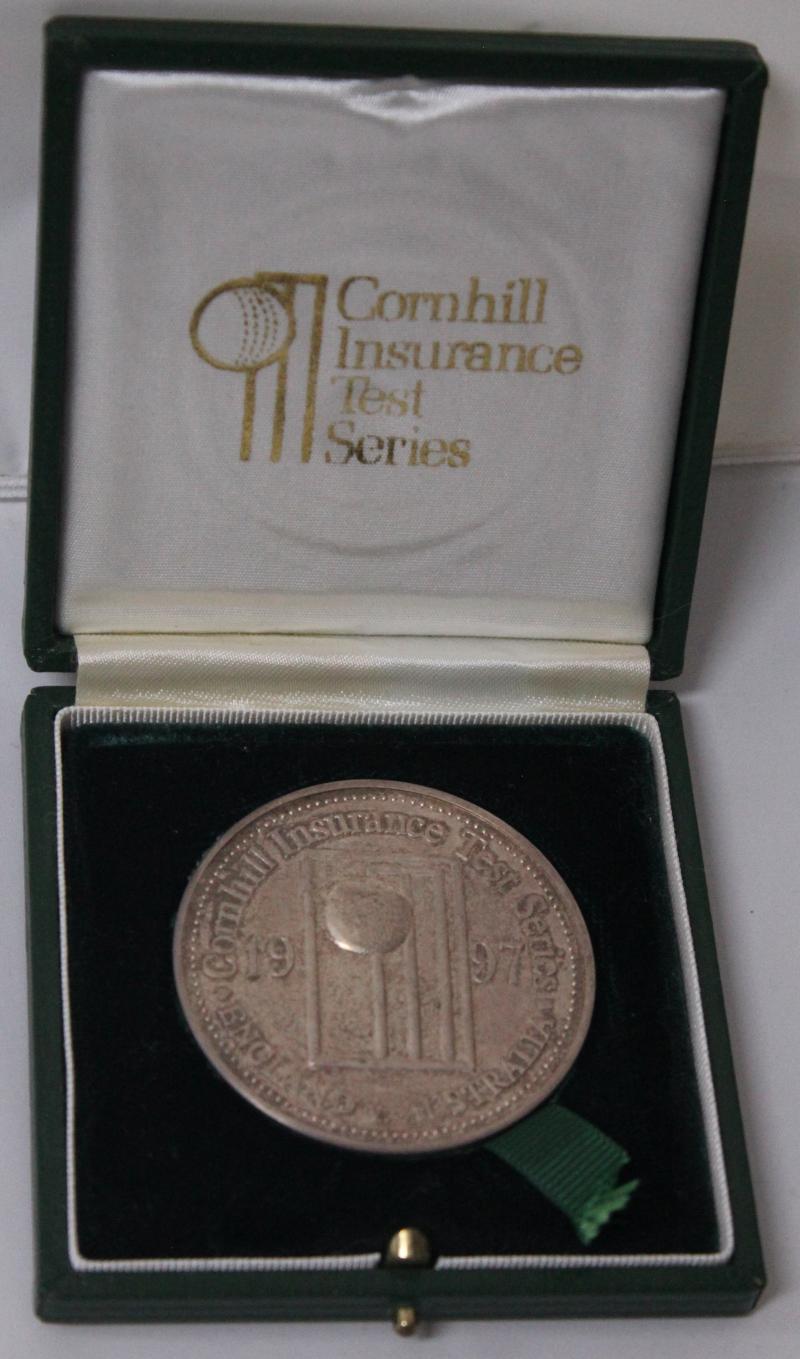 Cornhill
Insurance
Test
Series
Cornhill Insurance Test Series
19 97
ENGLAND AUSTRALIA